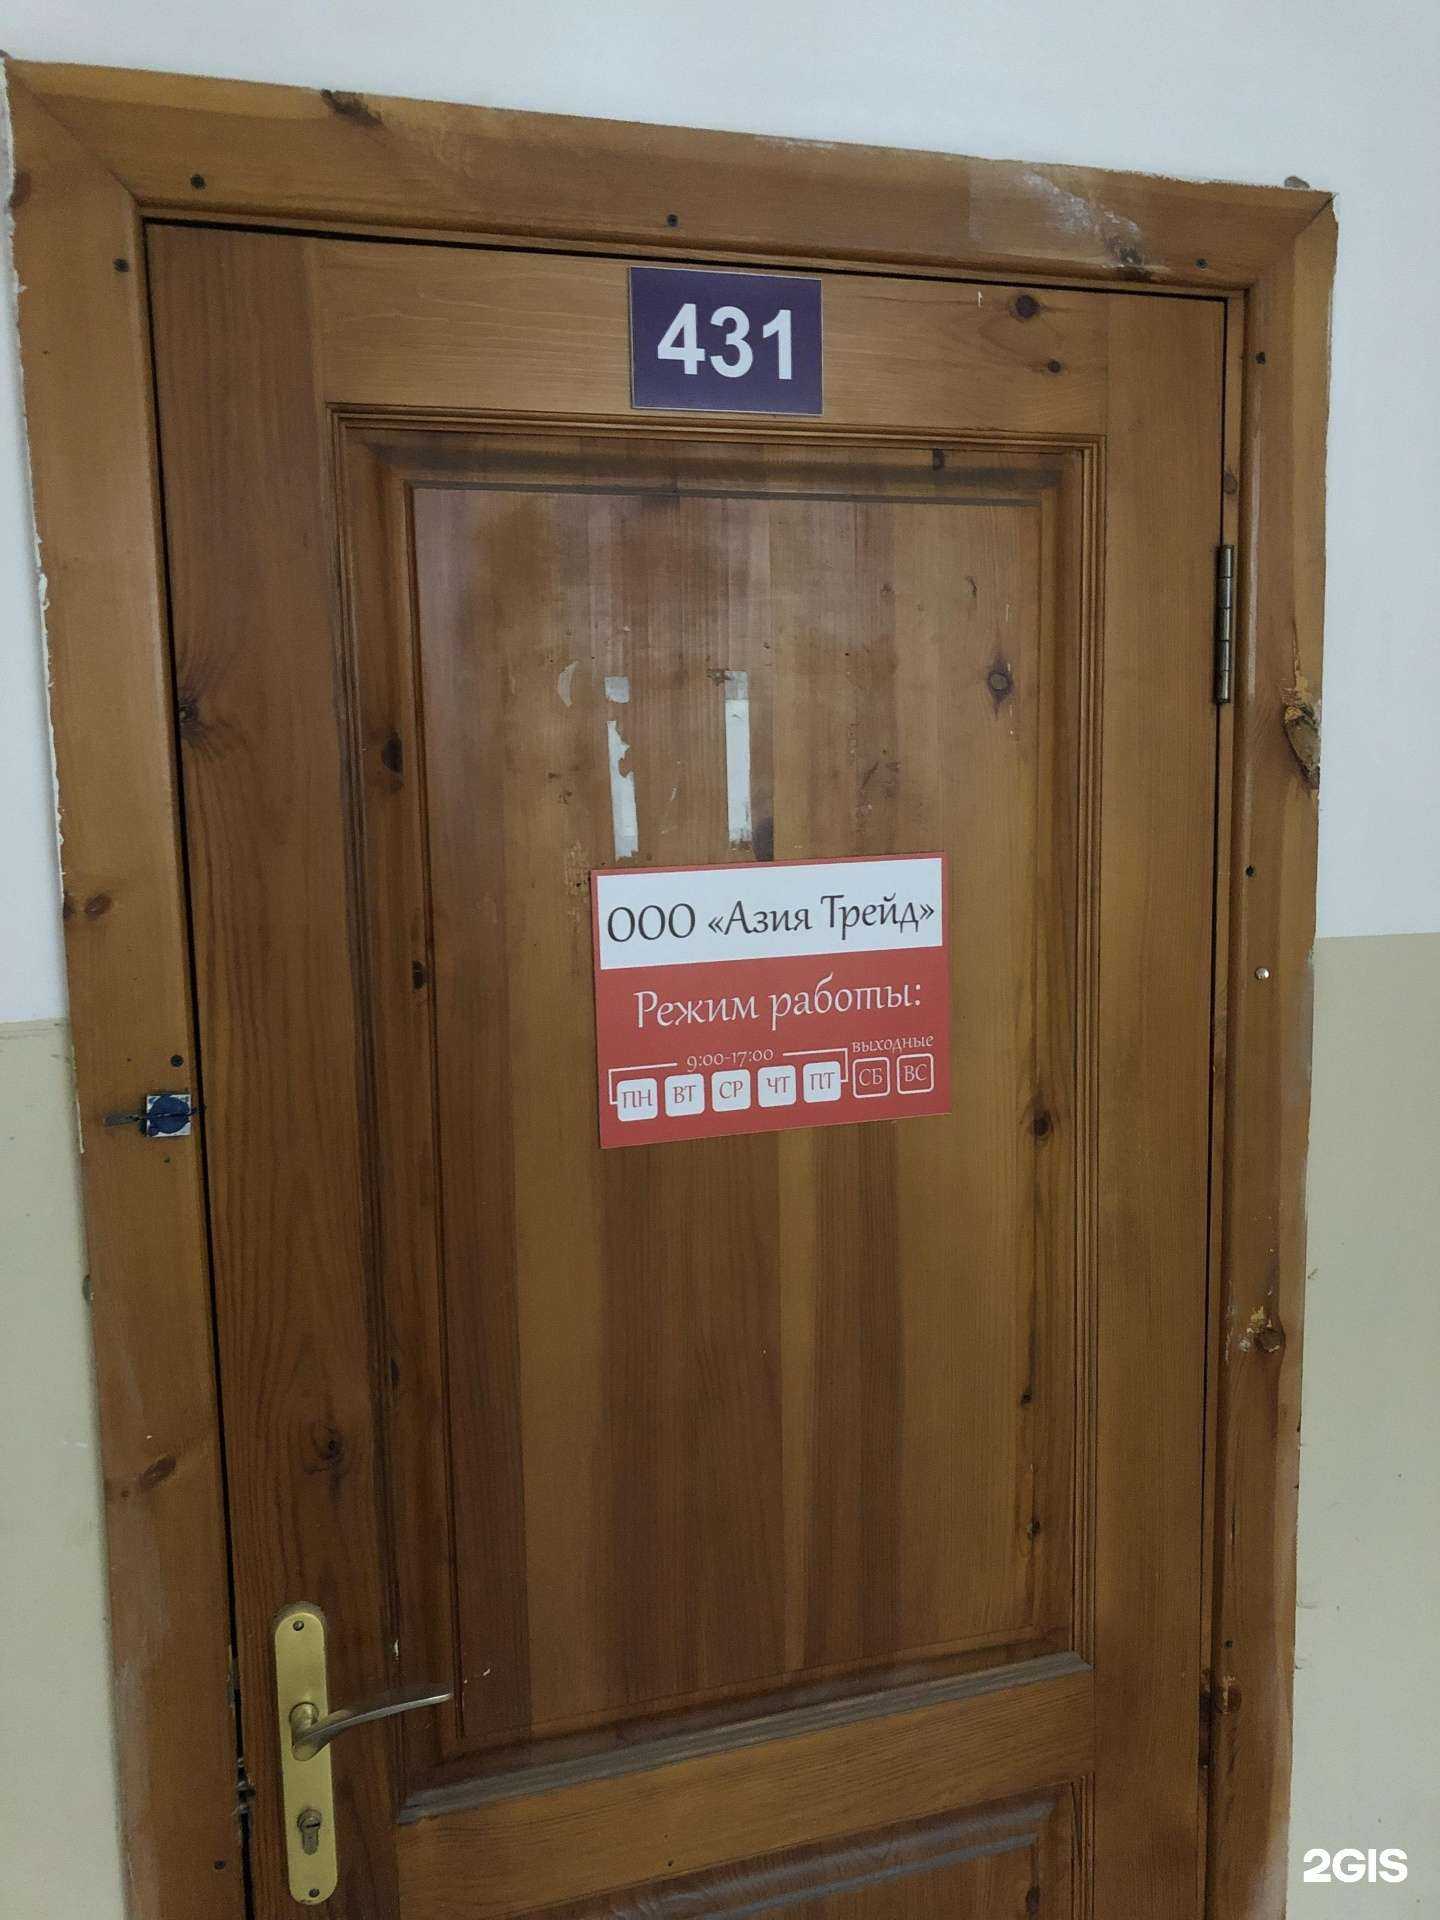 431
ООО «Азия Трейд»
Режим работы:
9:00-17:00 выходные
ПН ВТ СР ЧТ ПТ СБ ВС
2GIS